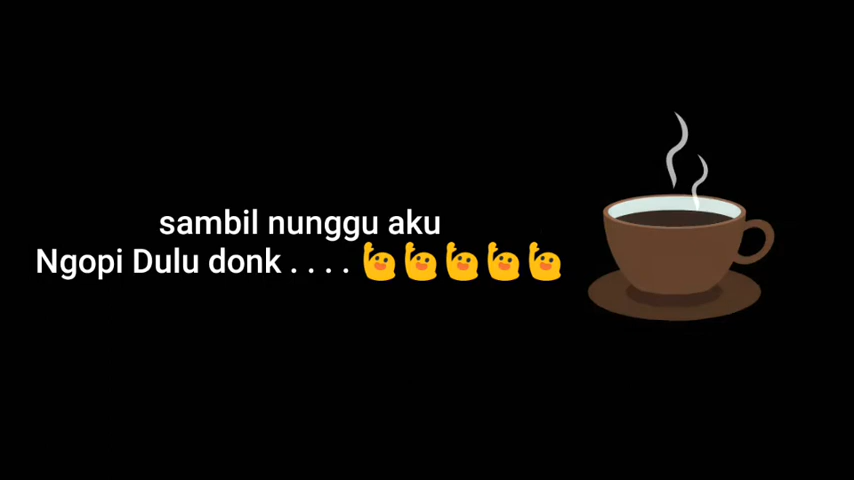 sambil nunggu aku
Ngopi Dulu donk . . . . 🙋🙋🙋🙋🙋